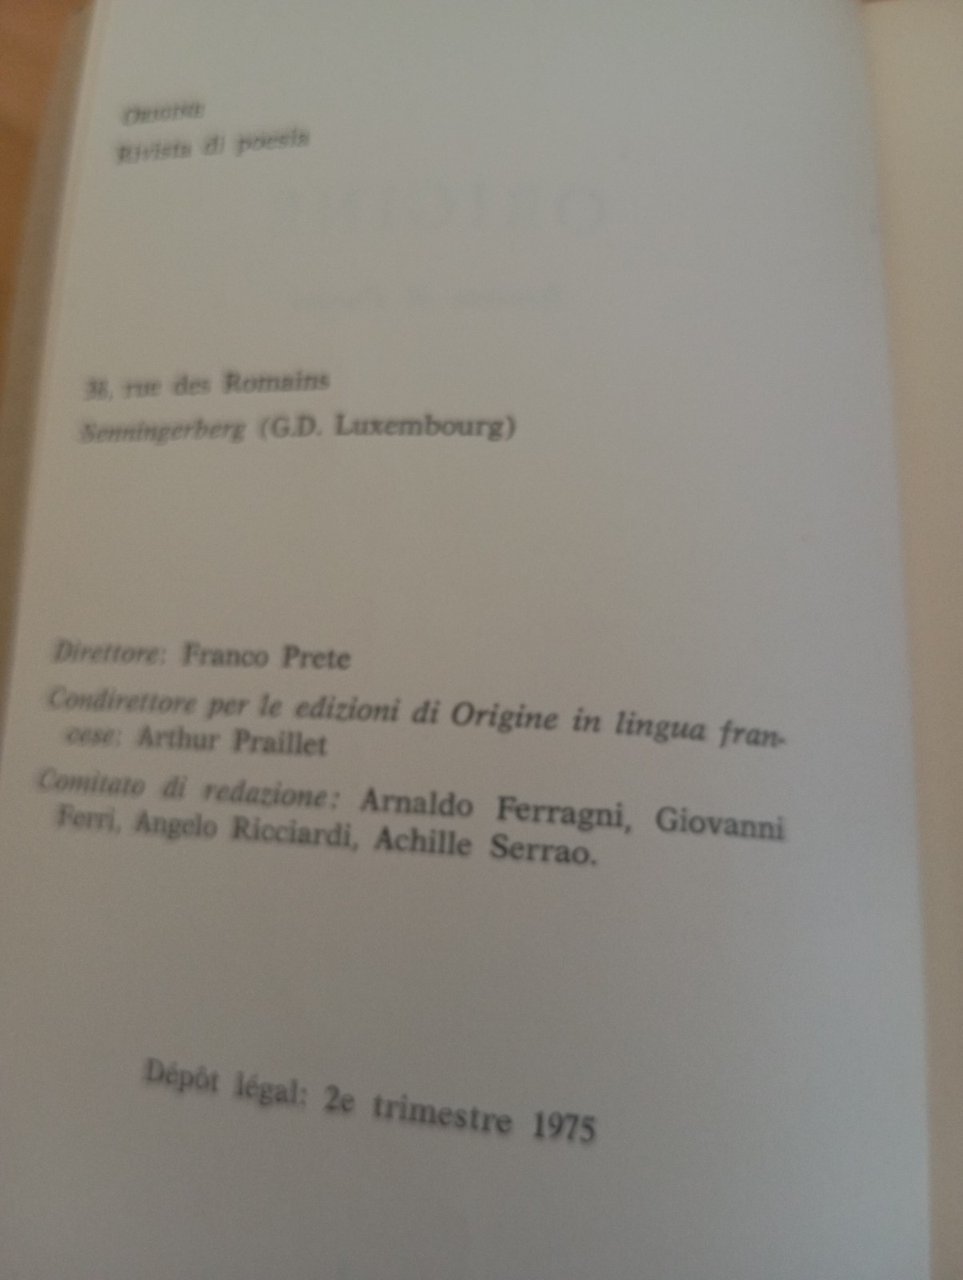 Origine
Rivista di poesia
38, rue des Romains
Senningerberg (G.D. Luxembourg)
Direttore: Franco Prete
Condirettore per le edizioni di Origine in lingua fran-
cese: Arthur Praillet
Comitato di redazione: Arnaldo Ferragni, Giovanni
Ferri, Angelo Ricciardi, Achille Serrao.
Dépôt légal: 2e trimestre 1975